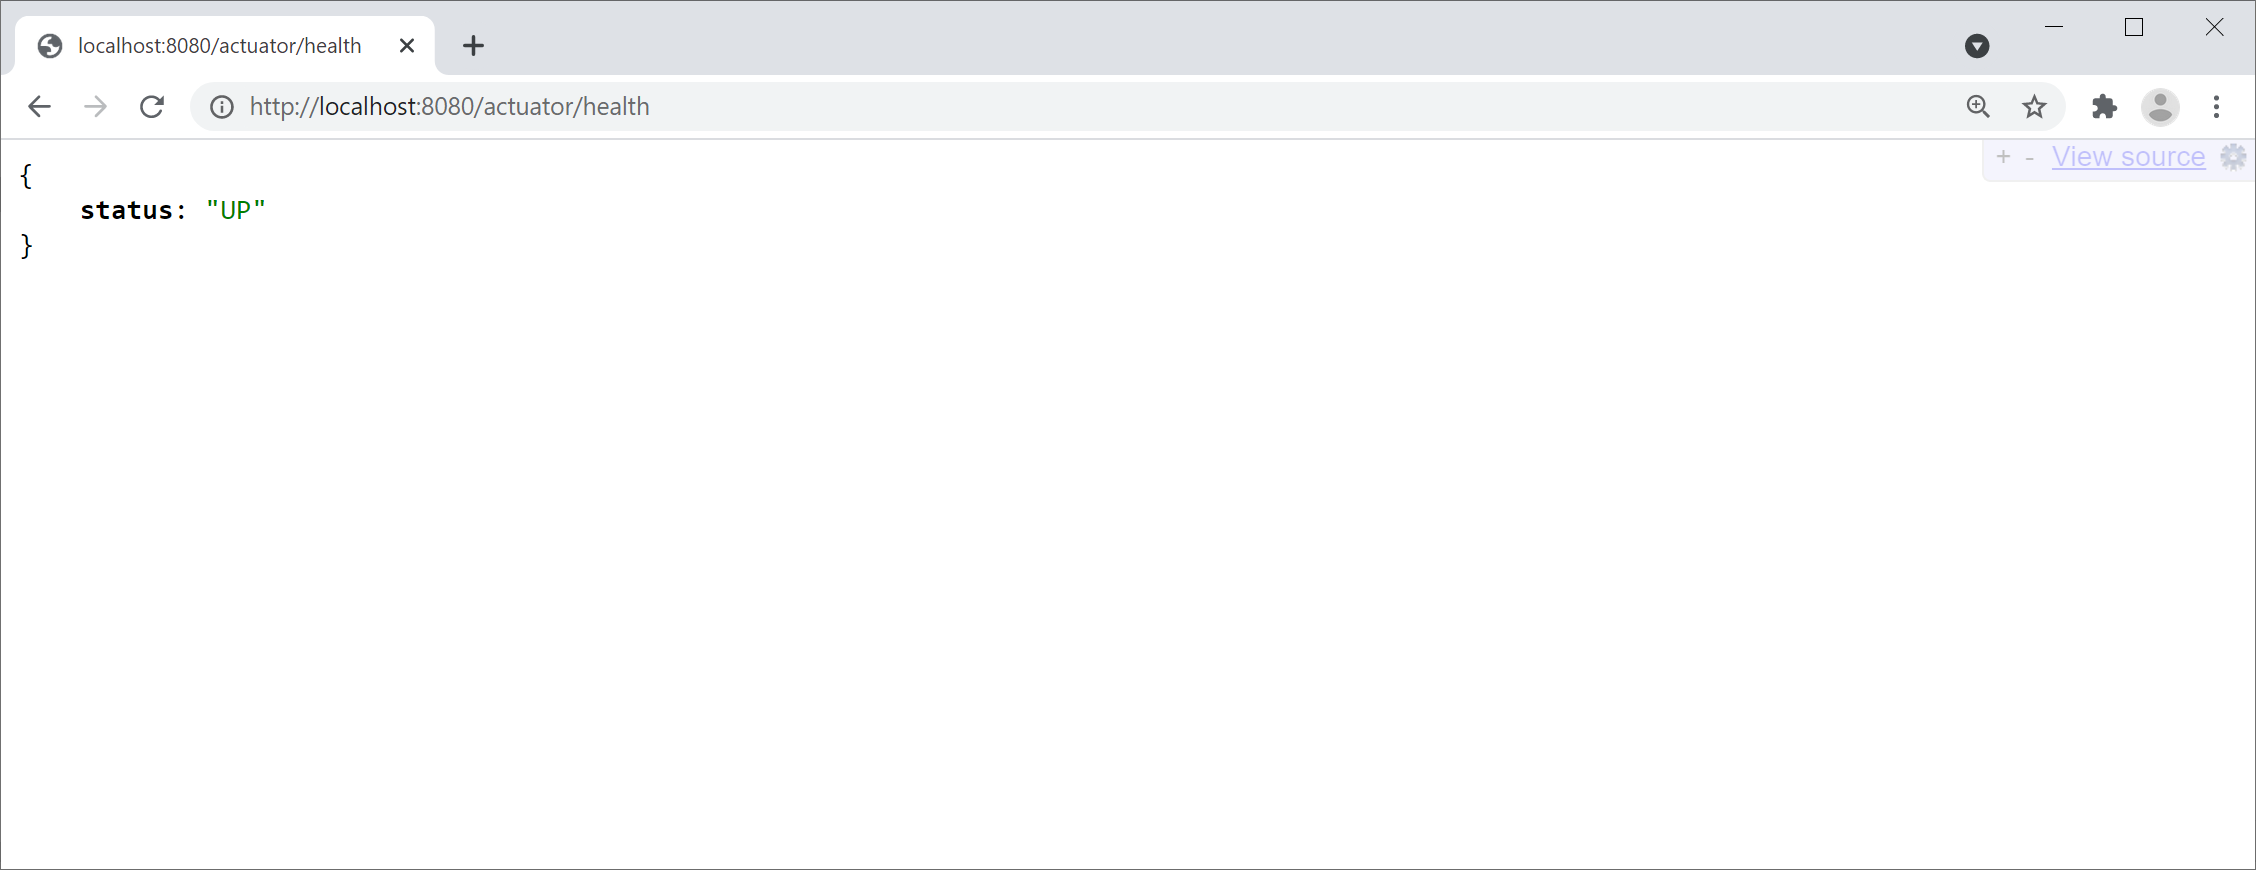 localhost:8080/actuator/health
http://localhost:8080/actuator/health
+ - View source
{
status: "UP"
}